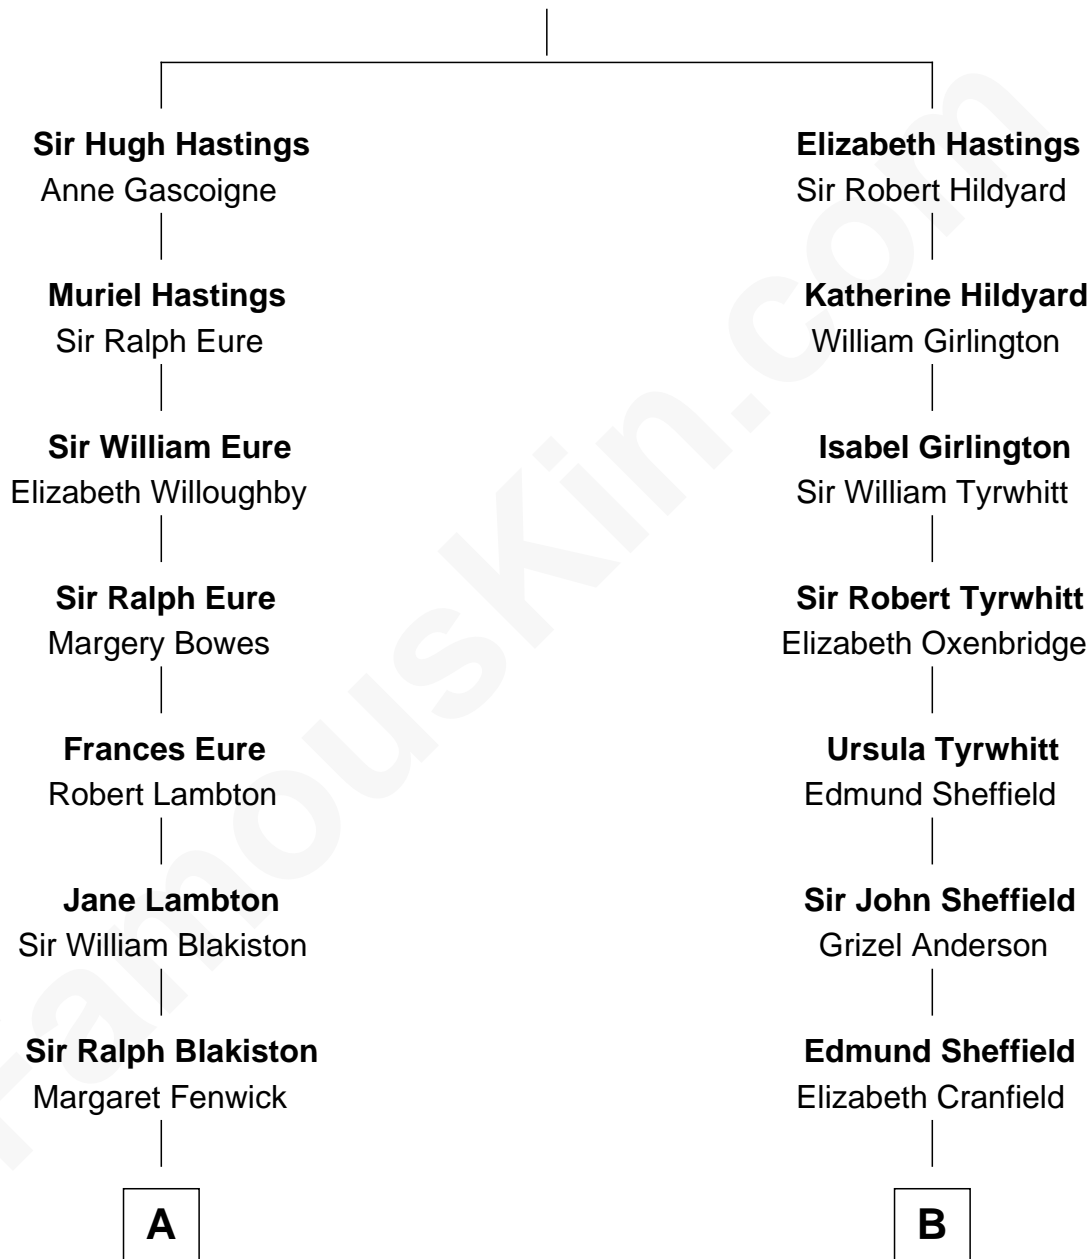 Sir Hugh Hastings
Anne Gascoigne
Muriel Hastings
Sir Ralph Eure
Sir William Eure
Elizabeth Willoughby
Sir Ralph Eure
Margery Bowes
Frances Eure
Robert Lambton
Jane Lambton
Sir William Blakiston
Sir Ralph Blakiston
Margaret Fenwick
A
Elizabeth Hastings
Sir Robert Hildyard
Katherine Hildyard
William Girlington
Isabel Girlington
Sir William Tyrwhitt
Sir Robert Tyrwhitt
Elizabeth Oxenbridge
Ursula Tyrwhitt
Edmund Sheffield
Sir John Sheffield
Grizel Anderson
Edmund Sheffield
Elizabeth Cranfield
B
FamousKin.com